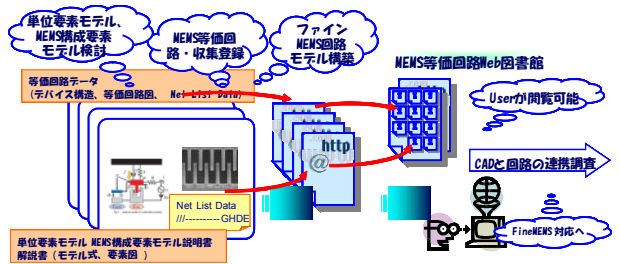 単位要素モデル、
MEMS構成要素
モデル検討
MEMS等価回
路・収集登録
ファイン
MEMS回路
モデル構築
MEMS等価回路Web図書館
等価回路データ
(デバイス構造、等価回路図、 Net List Data)
Userが閲覧可能
http
@
CADと回路の連携調査
Net List Data
///----------GHDE
FineMEMS対応へ
単位要素モデル MEMS構成要素モデル説明書
解説書(モデル式、要素図 )